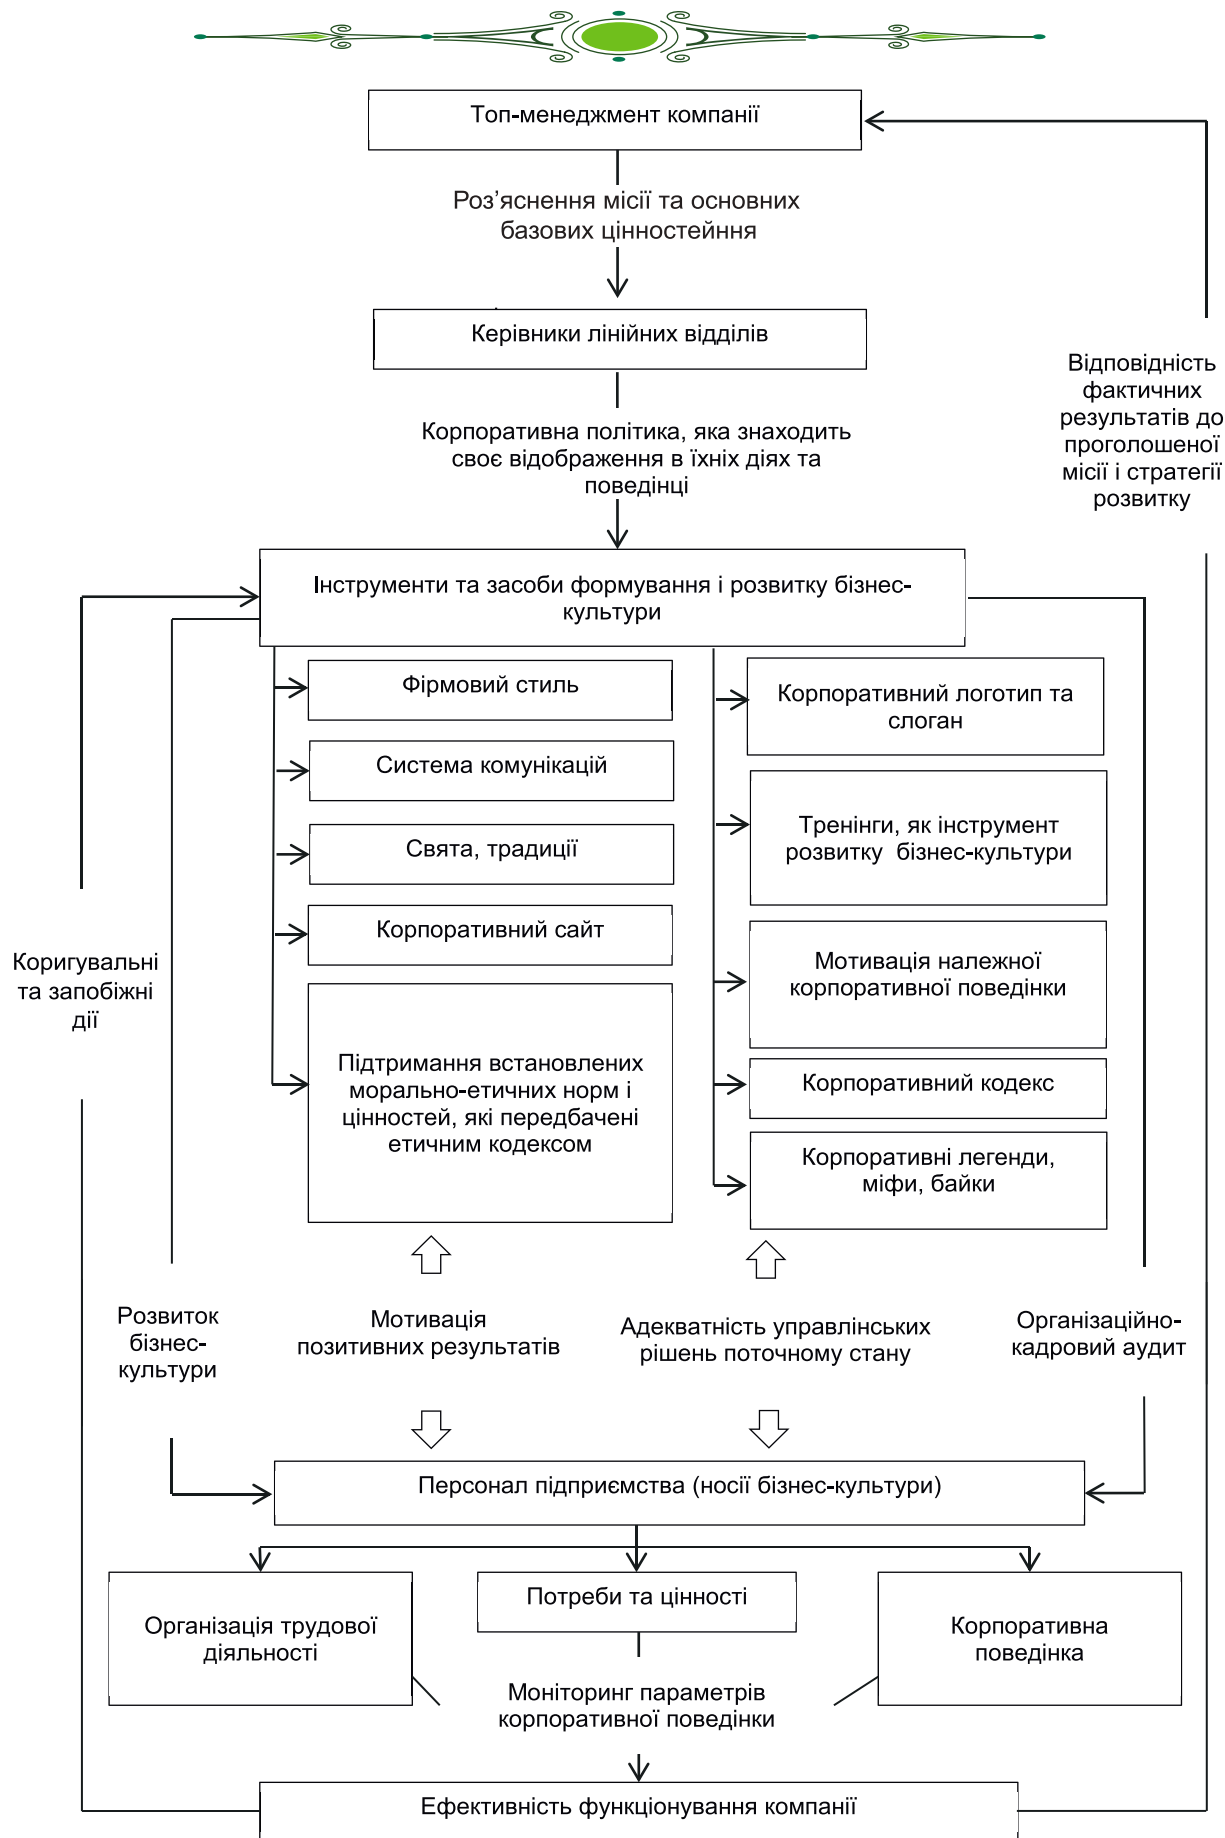 Топ-менеджмент компанії
Роз’яснення місії та основних
базових цінностейння
Керівники лінійних відділів
Відповідність
фактичних
результатів до
проголошеної
місії і стратегії
розвитку
Корпоративна політика, яка знаходить
своє відображення в їхніх діях та
поведінці
Інструменти та засоби формування і розвитку бізнес-
культури
Фірмовий стиль
Система комунікацій
Свята, традиції
Корпоративний сайт
Підтримання встановлених
морально-етичних норм і
цінностей, які передбачені
етичним кодексом
Корпоративний логотип та
слоган
Тренінги, як інструмент
розвитку бізнес-культури
Мотивація належної
корпоративної поведінки
Корпоративний кодекс
Корпоративні легенди,
міфи, байки
Коригувальні
та запобіжні
дії
Розвиток
бізнес-
культури
Мотивація
позитивних результатів
Адекватність управлінських
рішень поточному стану
Організаційно-
кадровий аудит
Персонал підприємства (носії бізнес-культури)
Організація трудової
діяльності
Потреби та цінності
Корпоративна
поведінка
Моніторинг параметрів
корпоративної поведінки
Ефективність функціонування компанії